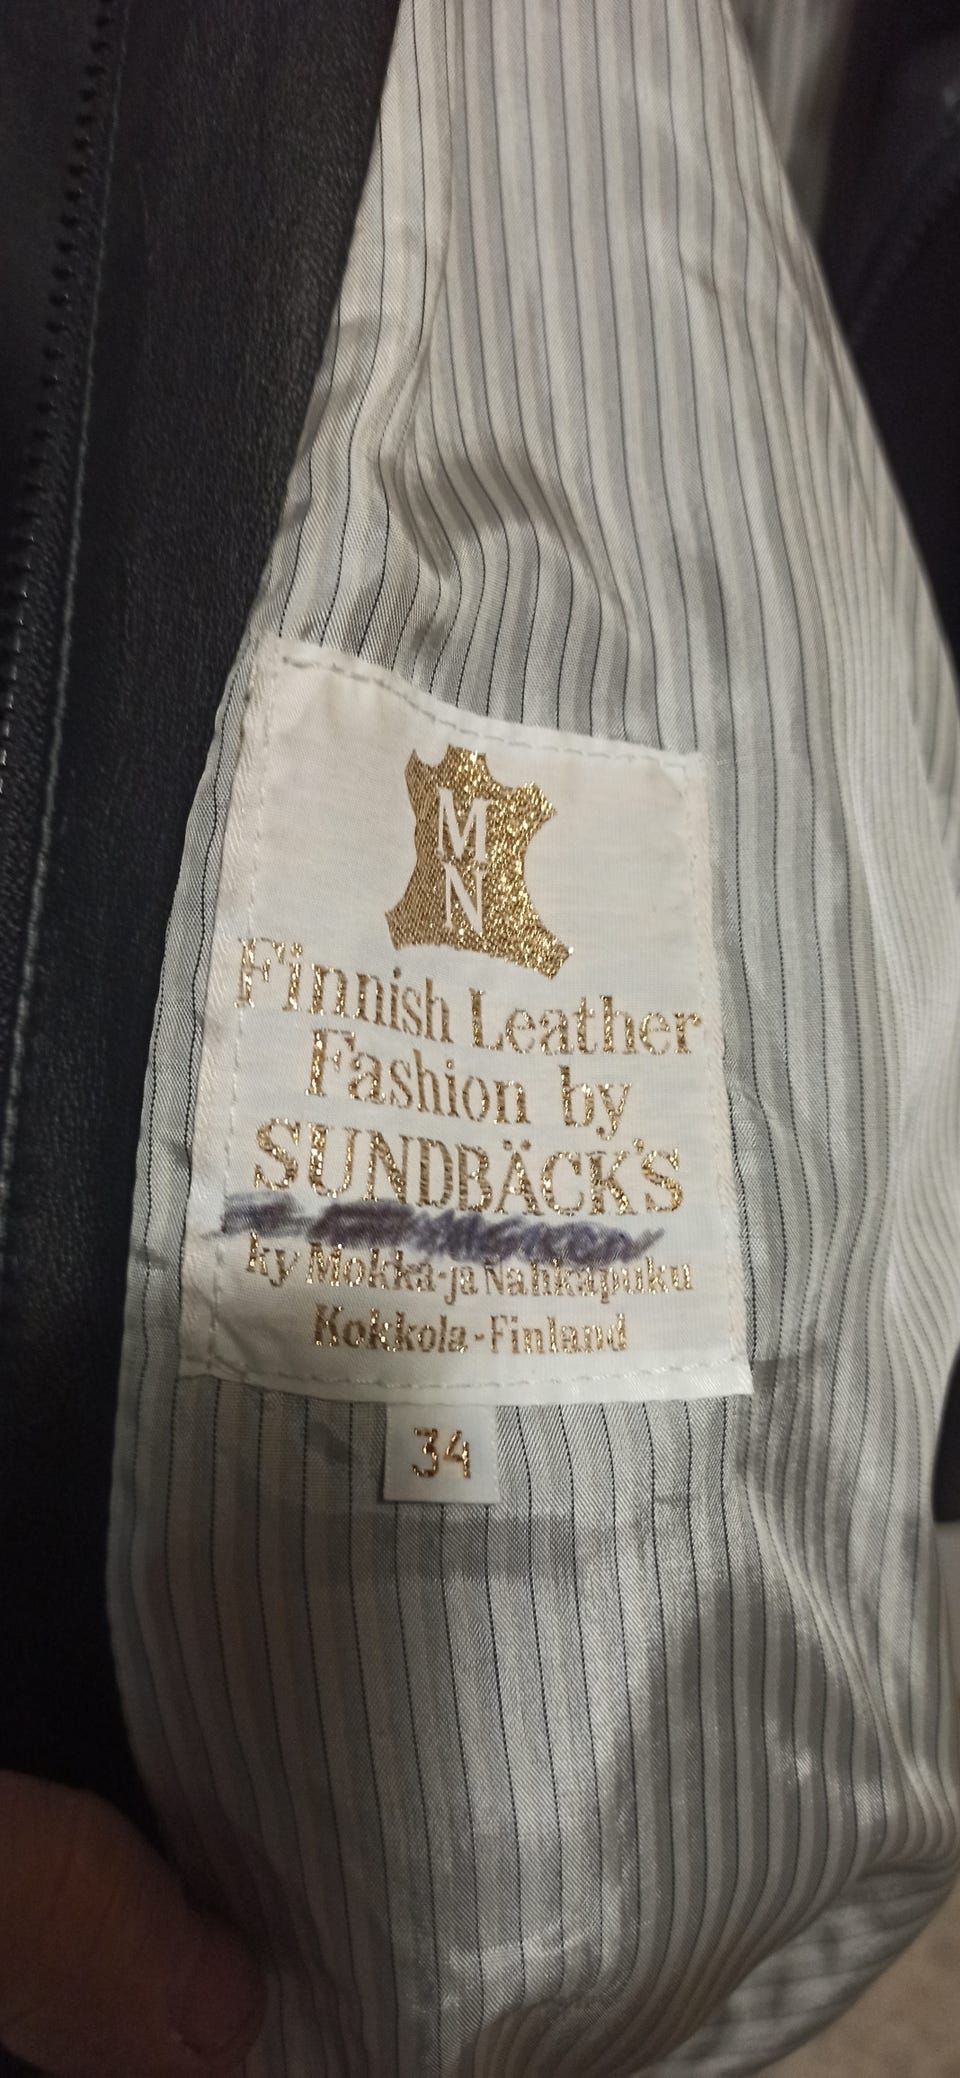 M
N
Finnish Leather
Fashion by
SUNDBÄCK'S
ky Mokka-ja Nahkapuku
Kokkola-Finland
34